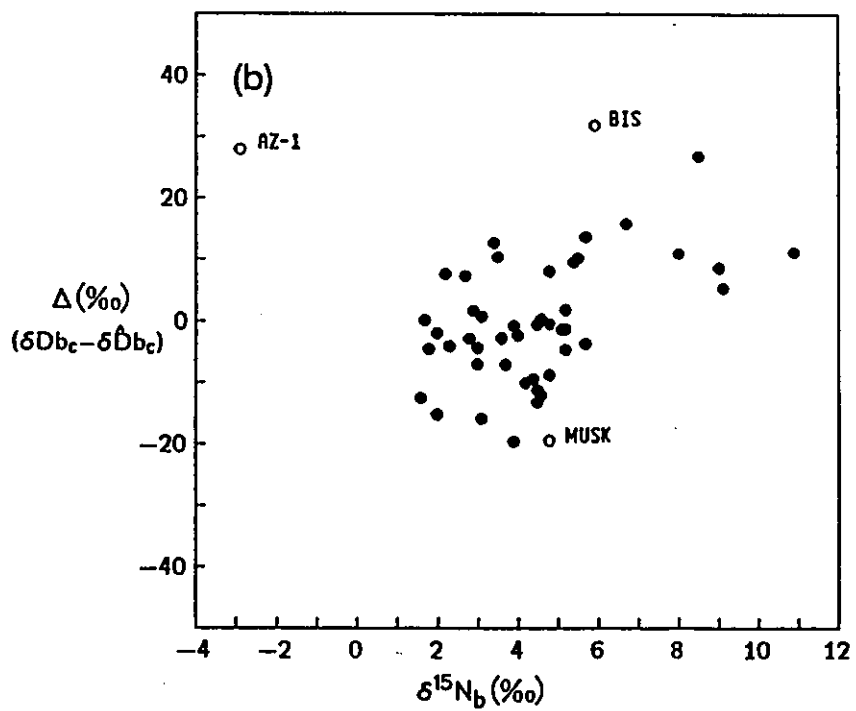 (b)
BIS
AZ-1
MUSK
40
20
0
−20
−40
Δ(‰)
(δDbc−δD̂bc)
−4
−2
0
2
4
6
8
10
12
δ¹⁵Nb(‰)